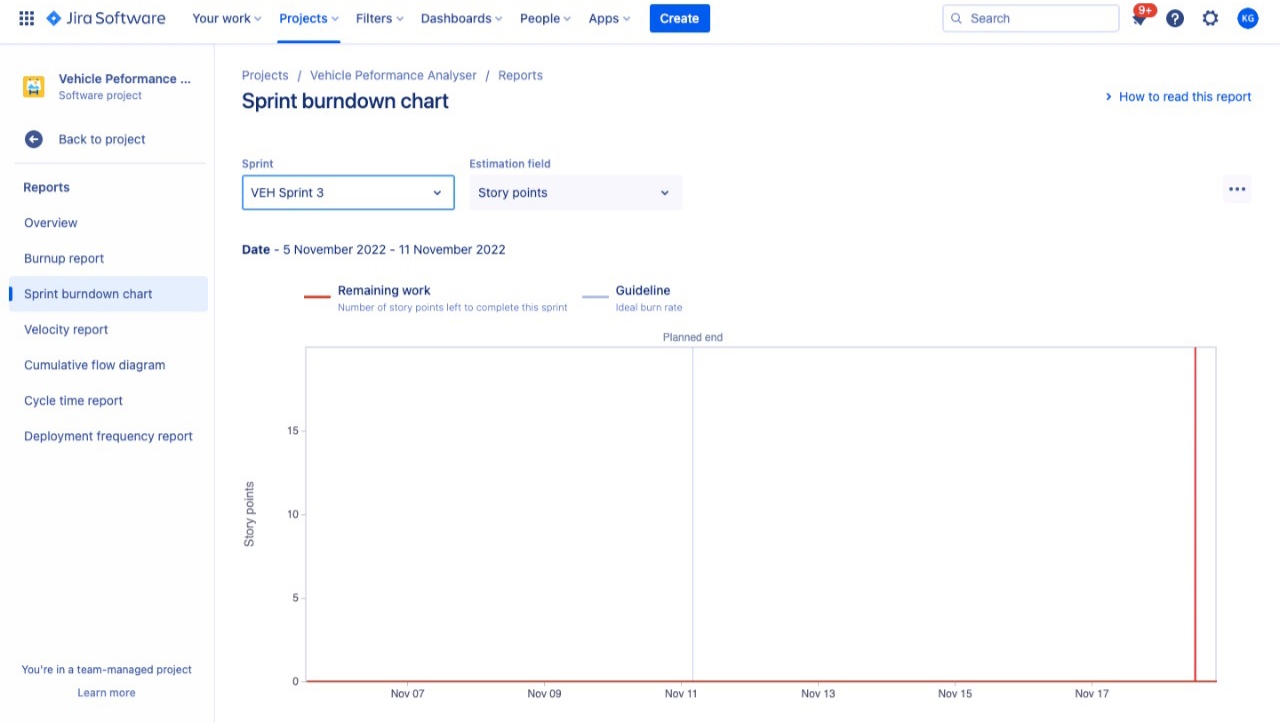 Jira Software
Your work
Projects
Filters
Dashboards
People
Apps
Create
Search
9+
KG
Vehicle Peformance ...
Software project
Back to project
Reports
Overview
Burnup report
Sprint burndown chart
Velocity report
Cumulative flow diagram
Cycle time report
Deployment frequency report
You're in a team-managed project
Learn more
Projects / Vehicle Peformance Analyser / Reports
Sprint burndown chart
How to read this report
Sprint
Estimation field
VEH Sprint 3
Story points
Date - 5 November 2022 - 11 November 2022
Remaining work
Number of story points left to complete this sprint
Guideline
Ideal burn rate
Planned end
Story points
15
10
5
0
Nov 07
Nov 09
Nov 11
Nov 13
Nov 15
Nov 17